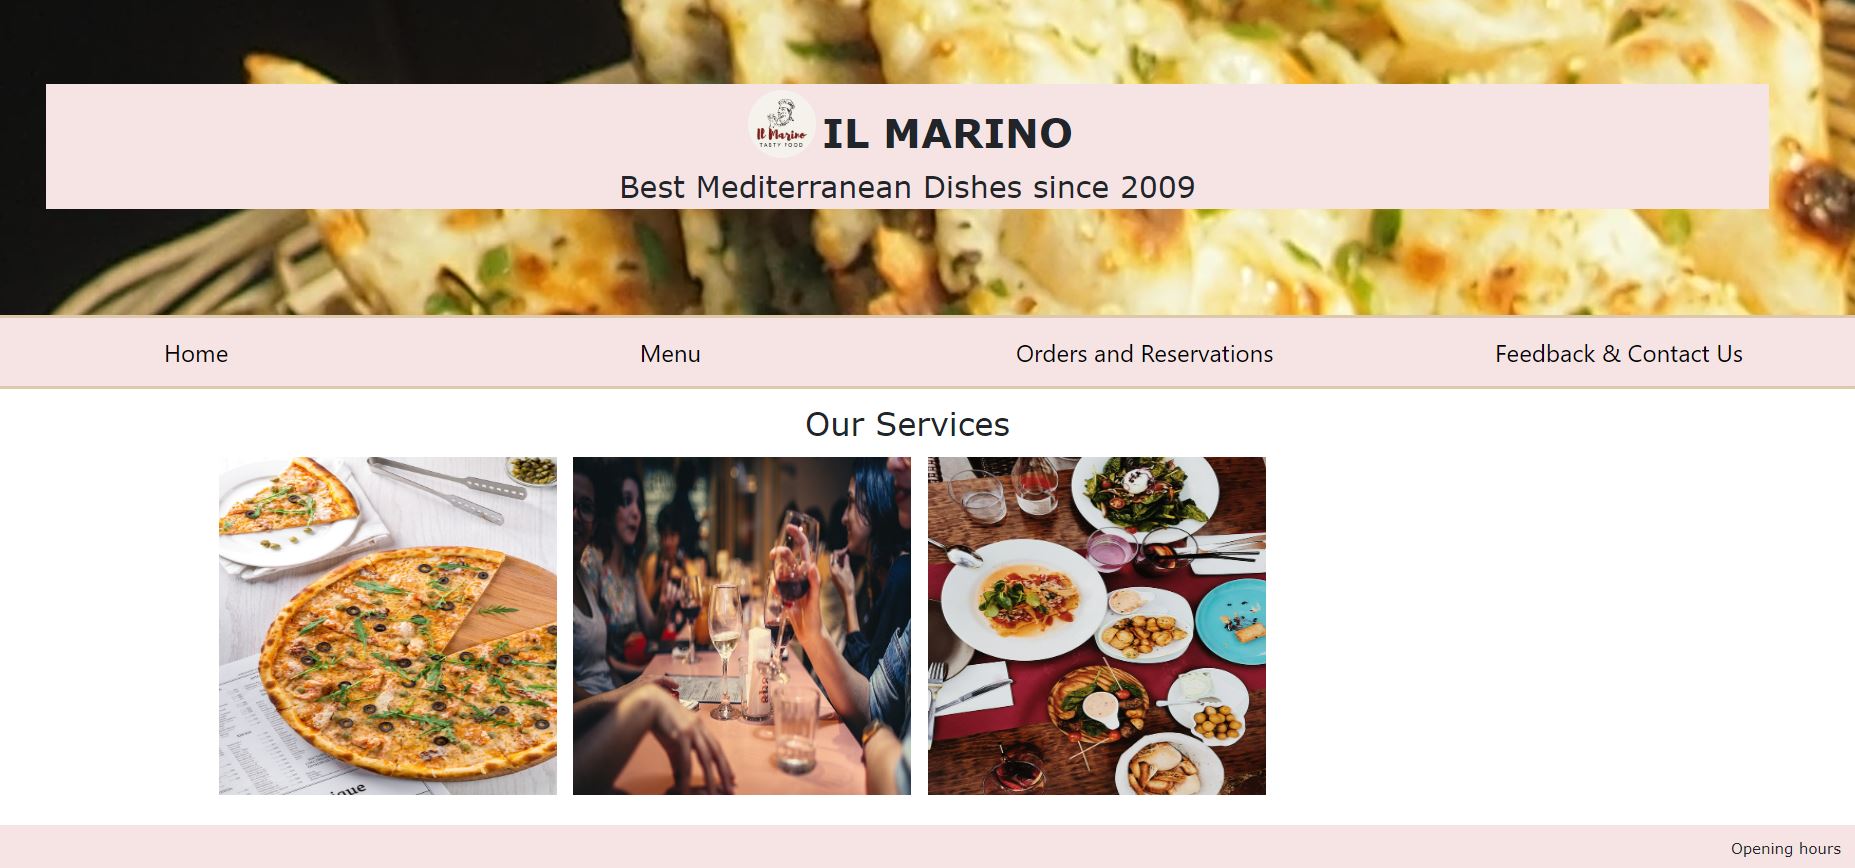 Il Marino
TASTY FOOD
IL MARINO
Best Mediterranean Dishes since 2009
Home
Menu
Orders and Reservations
Feedback & Contact Us
Our Services
Opening hours